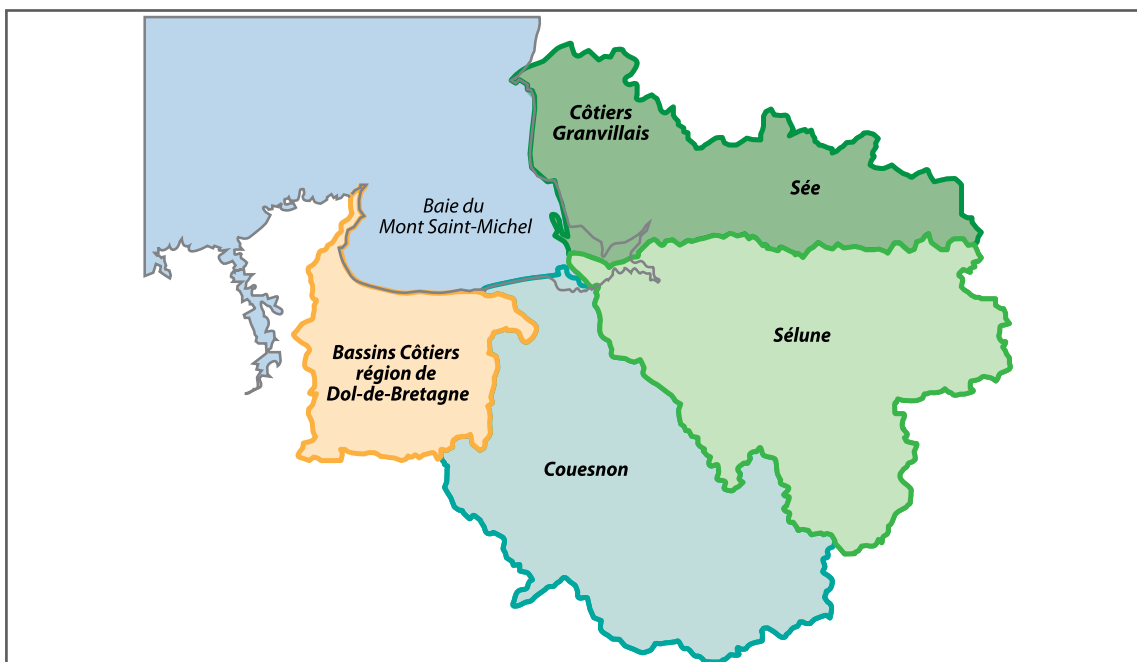 Côtiers
Granvillais
Sée
Baie du
Mont Saint-Michel
Sélune
Bassins Côtiers
région de
Dol-de-Bretagne
Couesnon